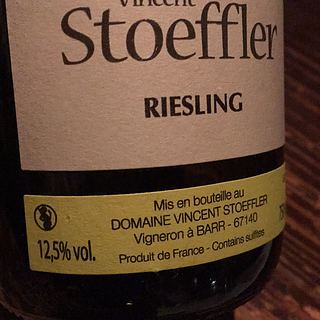 Vincent
Stoeffler
RIESLING
Mis en bouteille au
DOMAINE VINCENT STOEFFLER
Vigneron à BARR - 67140
Produit de France - Contains sulfites
12,5% vol.